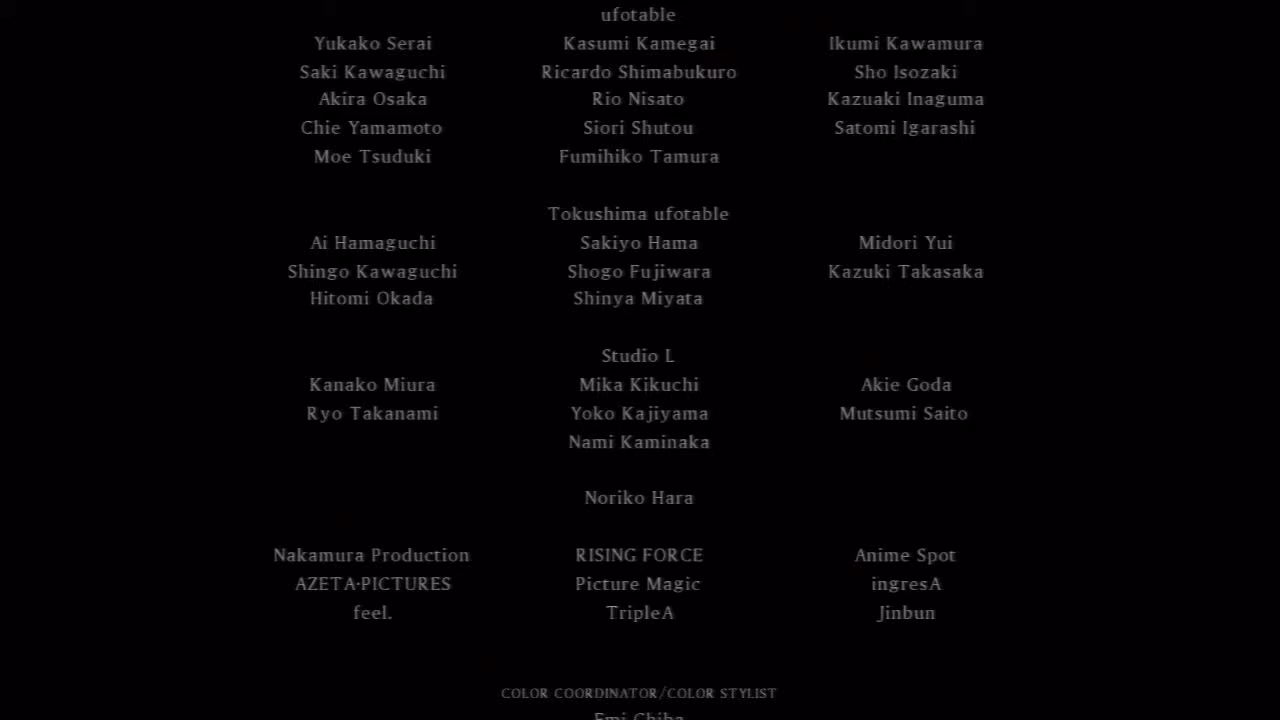 ufotable
Yukako Serai Kasumi Kamegai Ikumi Kawamura
Saki Kawaguchi Ricardo Shimabukuro Sho Isozaki
Akira Osaka Rio Nisato Kazuaki Inaguma
Chie Yamamoto Siori Shutou Satomi Igarashi
Moe Tsuduki Fumihiko Tamura
Tokushima ufotable
Ai Hamaguchi Sakiyo Hama Midori Yui
Shingo Kawaguchi Shogo Fujiwara Kazuki Takasaka
Hitomi Okada Shinya Miyata
Studio L
Kanako Miura Mika Kikuchi Akie Goda
Ryo Takanami Yoko Kajiyama Mutsumi Saito
Nami Kaminaka
Noriko Hara
Nakamura Production RISING FORCE Anime Spot
AZETA·PICTURES Picture Magic ingresA
feel. TripleA Jinbun
COLOR COORDINATOR/COLOR STYLIST
Emi Chiba